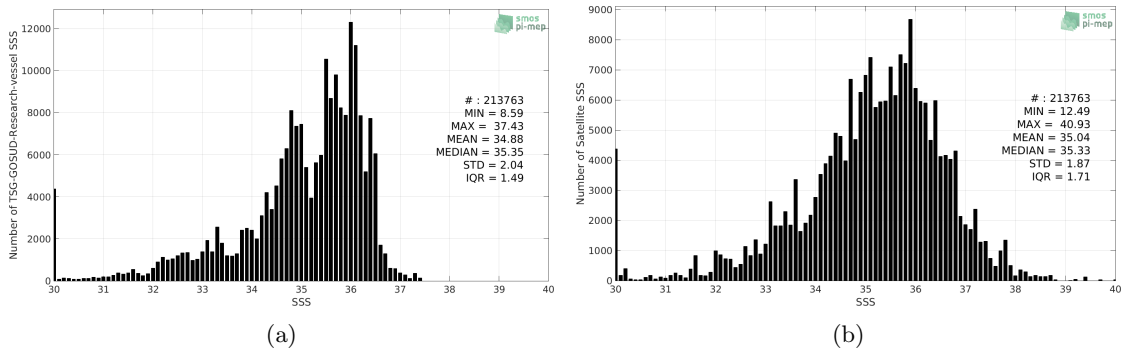 Number of TSG-GOSUD-Research-vessel SSS
12000
10000
8000
6000
4000
2000
0
smos
pi-mep
# : 213763
MIN = 8.59
MAX = 37.43
MEAN = 34.88
MEDIAN = 35.35
STD = 2.04
IQR = 1.49
30 31 32 33 34 35 36 37 38 39 40
SSS
(a)
Number of Satellite SSS
9000
8000
7000
6000
5000
4000
3000
2000
1000
0
smos
pi-mep
# : 213763
MIN = 12.49
MAX = 40.93
MEAN = 35.04
MEDIAN = 35.33
STD = 1.87
IQR = 1.71
30 31 32 33 34 35 36 37 38 39 40
SSS
(b)